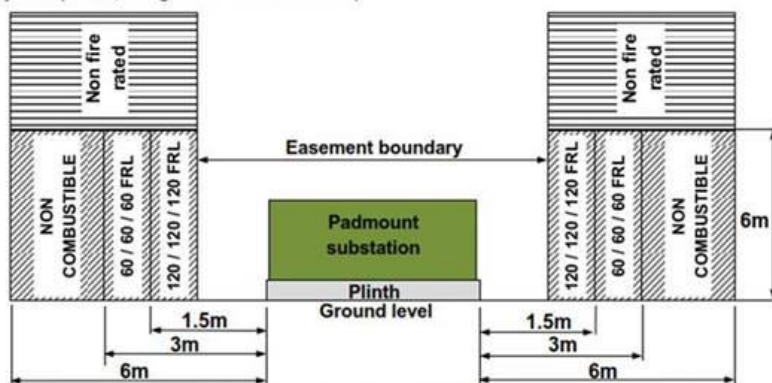 Non fire
rated
Non fire
rated
Easement boundary
NON
COMBUSTIBLE
60 / 60 / 60 FRL
120 / 120 / 120 FRL
Padmount
substation
Plinth
Ground level
120 / 120 / 120 FRL
60 / 60 / 60 FRL
NON
COMBUSTIBLE
6m
1.5m
3m
6m
1.5m
3m
6m